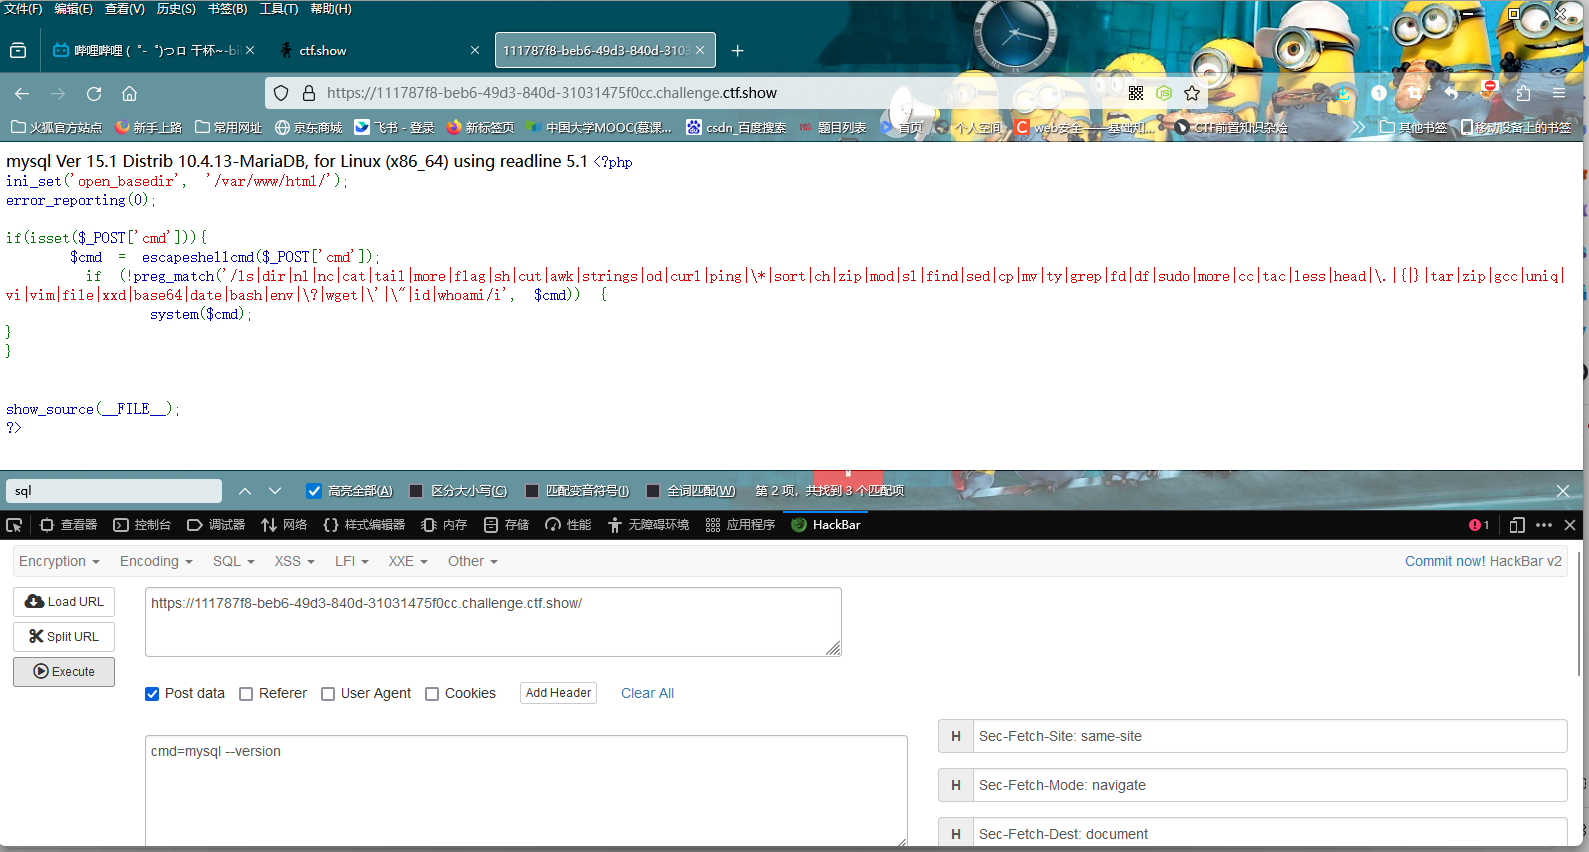 文件(F) 编辑(E) 查看(V) 历史(S) 书签(B) 工具(T) 帮助(H)
哔哩哔哩 (゜-゜)つロ 干杯~-bil
ctf.show
111787f8-beb6-49d3-840d-3103
https://111787f8-beb6-49d3-840d-31031475f0cc.challenge.ctf.show
火狐官方站点 新手上路 常用网址 京东商城 飞书 - 登录 新标签页 中国大学MOOC(慕课... csdn_百度搜索 题目列表 首页 个人空间 web安全——基础知... CTF前置知识杂烩 其他书签 移动设备上的书签
mysql Ver 15.1 Distrib 10.4.13-MariaDB, for Linux (x86_64) using readline 5.1 <?php
ini_set('open_basedir', '/var/www/html/');
error_reporting(0);
if(isset($_POST['cmd'])){
$cmd = escapeshellcmd($_POST['cmd']);
if (!preg_match('/ls|dir|nl|nc|cat|tail|more|flag|sh|cut|awk|strings|od|curl|ping|\*|sort|ch|zip|mod|sl|find|sed|cp|mv|ty|grep|fd|df|sudo|more|cc|tac|less|head|\.|{|}|tar|zip|gcc|uniq|
vi|vim|file|xxd|base64|date|bash|env|\?|wget|\'|\"|id|whoami/i', $cmd)) {
system($cmd);
}
}
show_source(__FILE__);
?>
sql 高亮全部(A) 区分大小写(C) 匹配变音符号(I) 全词匹配(W) 第 2 项，共找到 3 个匹配项
查看器 控制台 调试器 网络 样式编辑器 内存 存储 性能 无障碍环境 应用程序 HackBar 1
Encryption Encoding SQL XSS LFI XXE Other Commit now! HackBar v2
Load URL https://111787f8-beb6-49d3-840d-31031475f0cc.challenge.ctf.show/
Split URL
Execute
Post data Referer User Agent Cookies Add Header Clear All
H Sec-Fetch-Site: same-site
cmd=mysql --version
H Sec-Fetch-Mode: navigate
H Sec-Fetch-Dest: document